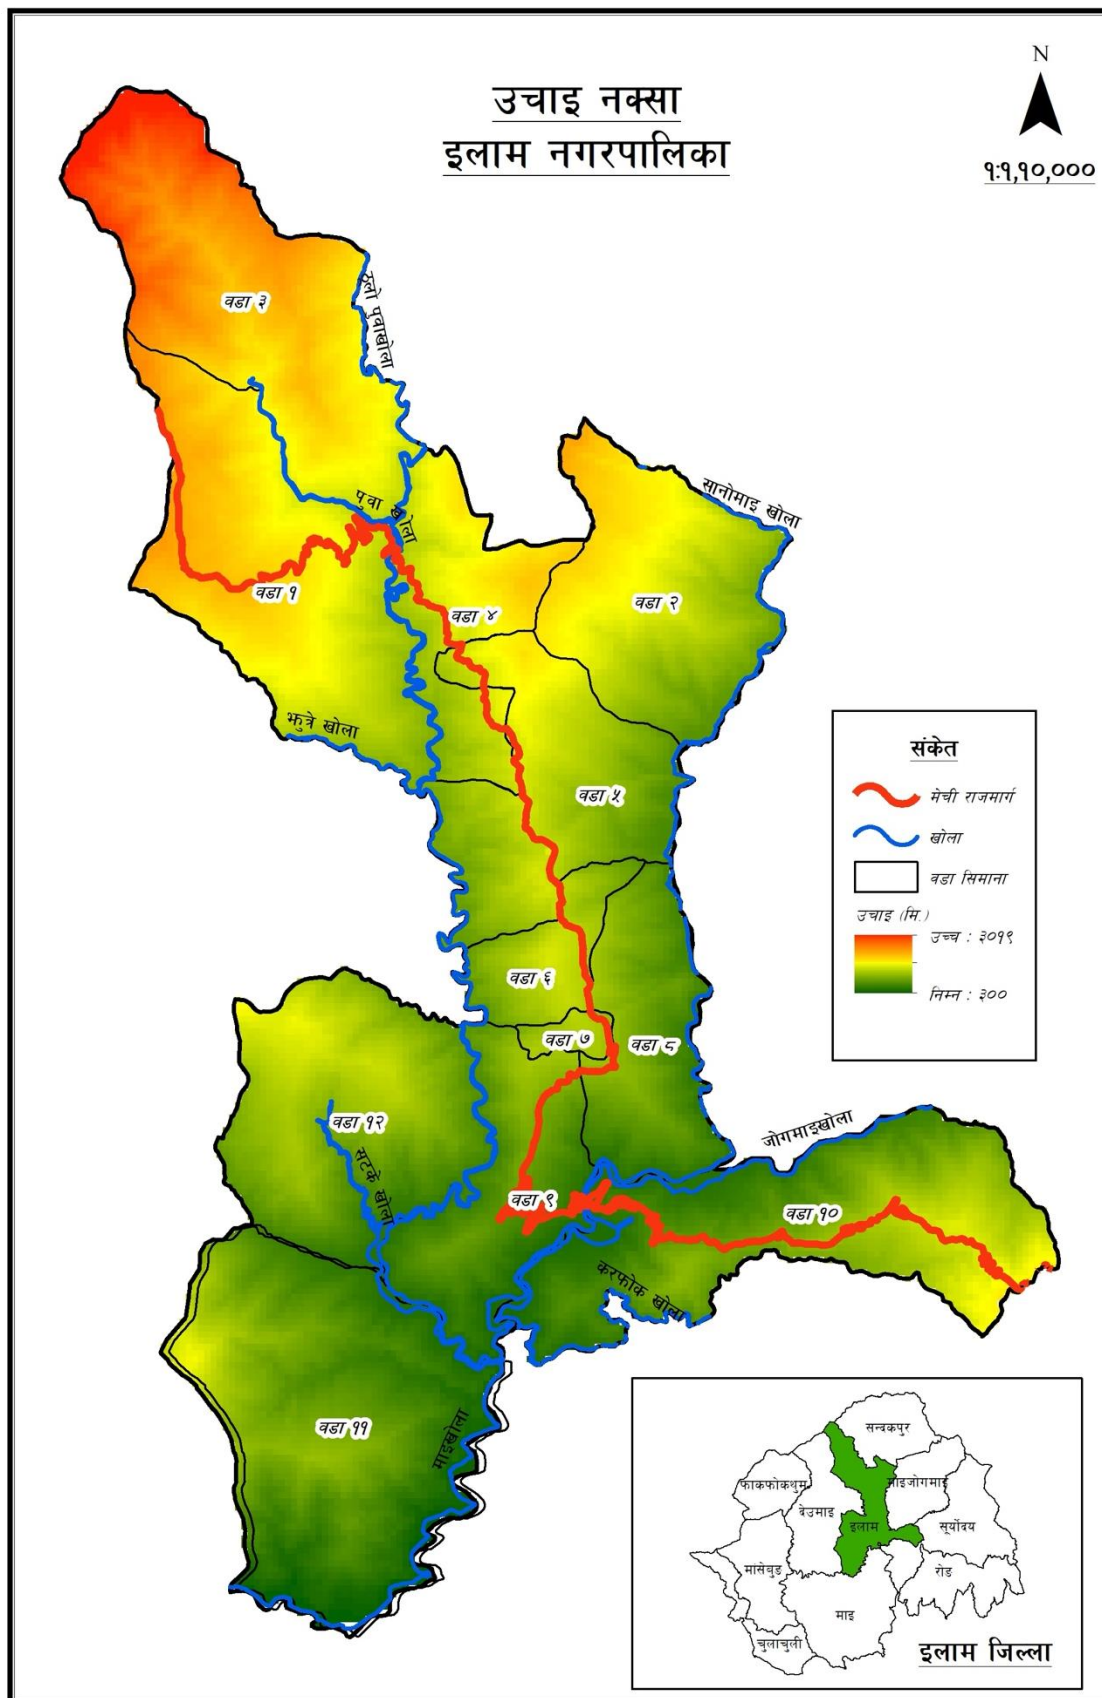 N
उचाइ नक्सा
इलाम नगरपालिका
१:१,१०,०००
वडा ३
ठुलो पुवाखोला
पुवा खोला
सानोमाइ खोला
वडा १
वडा ४
वडा २
झुत्रे खोला
संकेत
मेची राजमार्ग
खोला
वडा सिमाना
उचाइ (मि.)
उच्च : ३०१९
निम्न : ३००
वडा ५
वडा ६
वडा ७
वडा ८
वडा १२
सटके खोला
जोगमाइखोला
वडा ९
वडा १०
करफोक खोला
वडा ११
माइखोला
सन्दकपुर
फाकफोकथुम
माइजोगमाइ
देउमाइ
इलाम
सूर्योदय
मासेबुङ
रोङ
माइ
चुलाचुली
इलाम जिल्ला